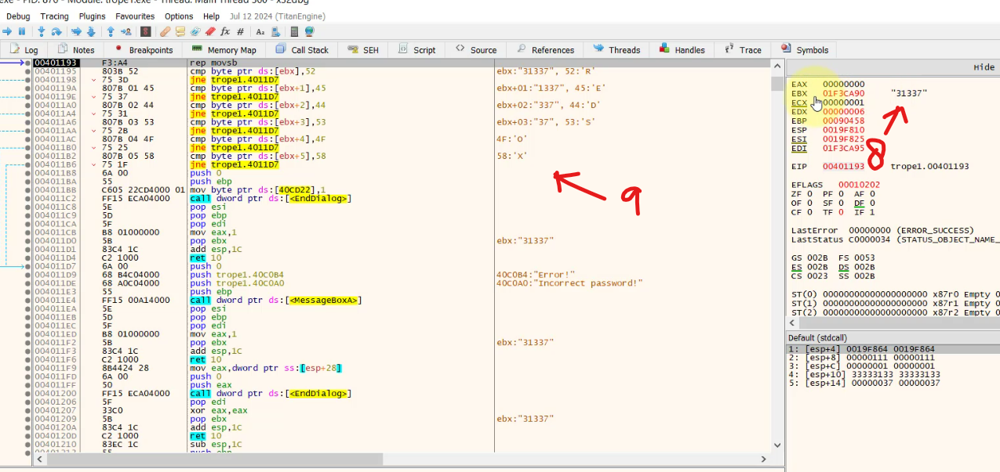 Debug Tracing Plugins Favourites Options Help Jul 12 2024 (TitanEngine)
Log Notes Breakpoints Memory Map Call Stack SEH Script Source References Threads Handles Trace Symbols
00401193 F3:A4 rep movsb
00401195 803B 52 cmp byte ptr ds:[ebx],52 ebx:"31337", 52:'R'
00401198 75 3D jne trope1.4011D7
0040119A 807B 01 45 cmp byte ptr ds:[ebx+1],45 ebx+01:"1337", 45:'E'
0040119E 75 37 jne trope1.4011D7
004011A0 807B 02 44 cmp byte ptr ds:[ebx+2],44 ebx+02:"337", 44:'D'
004011A4 75 31 jne trope1.4011D7
004011A6 807B 03 53 cmp byte ptr ds:[ebx+3],53 ebx+03:"37", 53:'S'
004011AA 75 2B jne trope1.4011D7
004011AC 807B 04 4F cmp byte ptr ds:[ebx+4],4F 4F:'O'
004011B0 75 25 jne trope1.4011D7
004011B2 807B 05 58 cmp byte ptr ds:[ebx+5],58 58:'X'
004011B6 75 1F jne trope1.4011D7
004011B8 6A 00 push 0
004011BA 55 push ebp
004011BB C605 22CD4000 01 mov byte ptr ds:[40CD22],1
004011C2 FF15 ECA04000 call dword ptr ds:[<EndDialog>]
004011C8 5E pop esi
004011C9 5D pop ebp
004011CA 5F pop edi
004011CB B8 01000000 mov eax,1
004011D0 5B pop ebx ebx:"31337"
004011D1 83C4 1C add esp,1C
004011D4 C2 1000 ret 10
004011D7 6A 00 push 0
004011D9 68 B4C04000 push trope1.40C0B4 40C0B4:"Error!"
004011DE 68 A0C04000 push trope1.40C0A0 40C0A0:"Incorrect password!"
004011E3 55 push ebp
004011E4 FF15 00A14000 call dword ptr ds:[<MessageBoxA>]
004011EA 5E pop esi
004011EB 5D pop ebp
004011EC 5F pop edi
004011ED B8 01000000 mov eax,1
004011F2 5B pop ebx ebx:"31337"
004011F3 83C4 1C add esp,1C
004011F6 C2 1000 ret 10
004011F9 8B4424 28 mov eax,dword ptr ss:[esp+28]
004011FD 6A 00 push 0
004011FF 50 push eax
00401200 FF15 ECA04000 call dword ptr ds:[<EndDialog>]
00401206 5F pop edi
00401207 33C0 xor eax,eax
00401209 5B pop ebx ebx:"31337"
0040120A 83C4 1C add esp,1C
0040120D C2 1000 ret 10
00401210 83EC 1C sub esp,1C
9
Hide
EAX 00000000
EBX 01F3CA90 "31337"
ECX 00000001
EDX 00000006
EBP 00090458
ESP 0019F810
ESI 0019F825
EDI 01F3CA95
8
EIP 00401193 trope1.00401193
EFLAGS 00010202
ZF 0 PF 0 AF 0
OF 0 SF 0 DF 0
CF 0 TF 0 IF 1
LastError 00000000 (ERROR_SUCCESS)
LastStatus C0000034 (STATUS_OBJECT_NAME_
GS 002B FS 0053
ES 002B DS 002B
CS 0023 SS 002B
ST(0) 00000000000000000000 x87r0 Empty 0
ST(1) 00000000000000000000 x87r1 Empty 0
ST(2) 00000000000000000000 x87r2 Empty 0
Default (stdcall)
1: [esp+4] 0019F864 0019F864
2: [esp+8] 00000111 00000111
3: [esp+C] 00000001 00000001
4: [esp+10] 33333133 33333133
5: [esp+14] 00000037 00000037